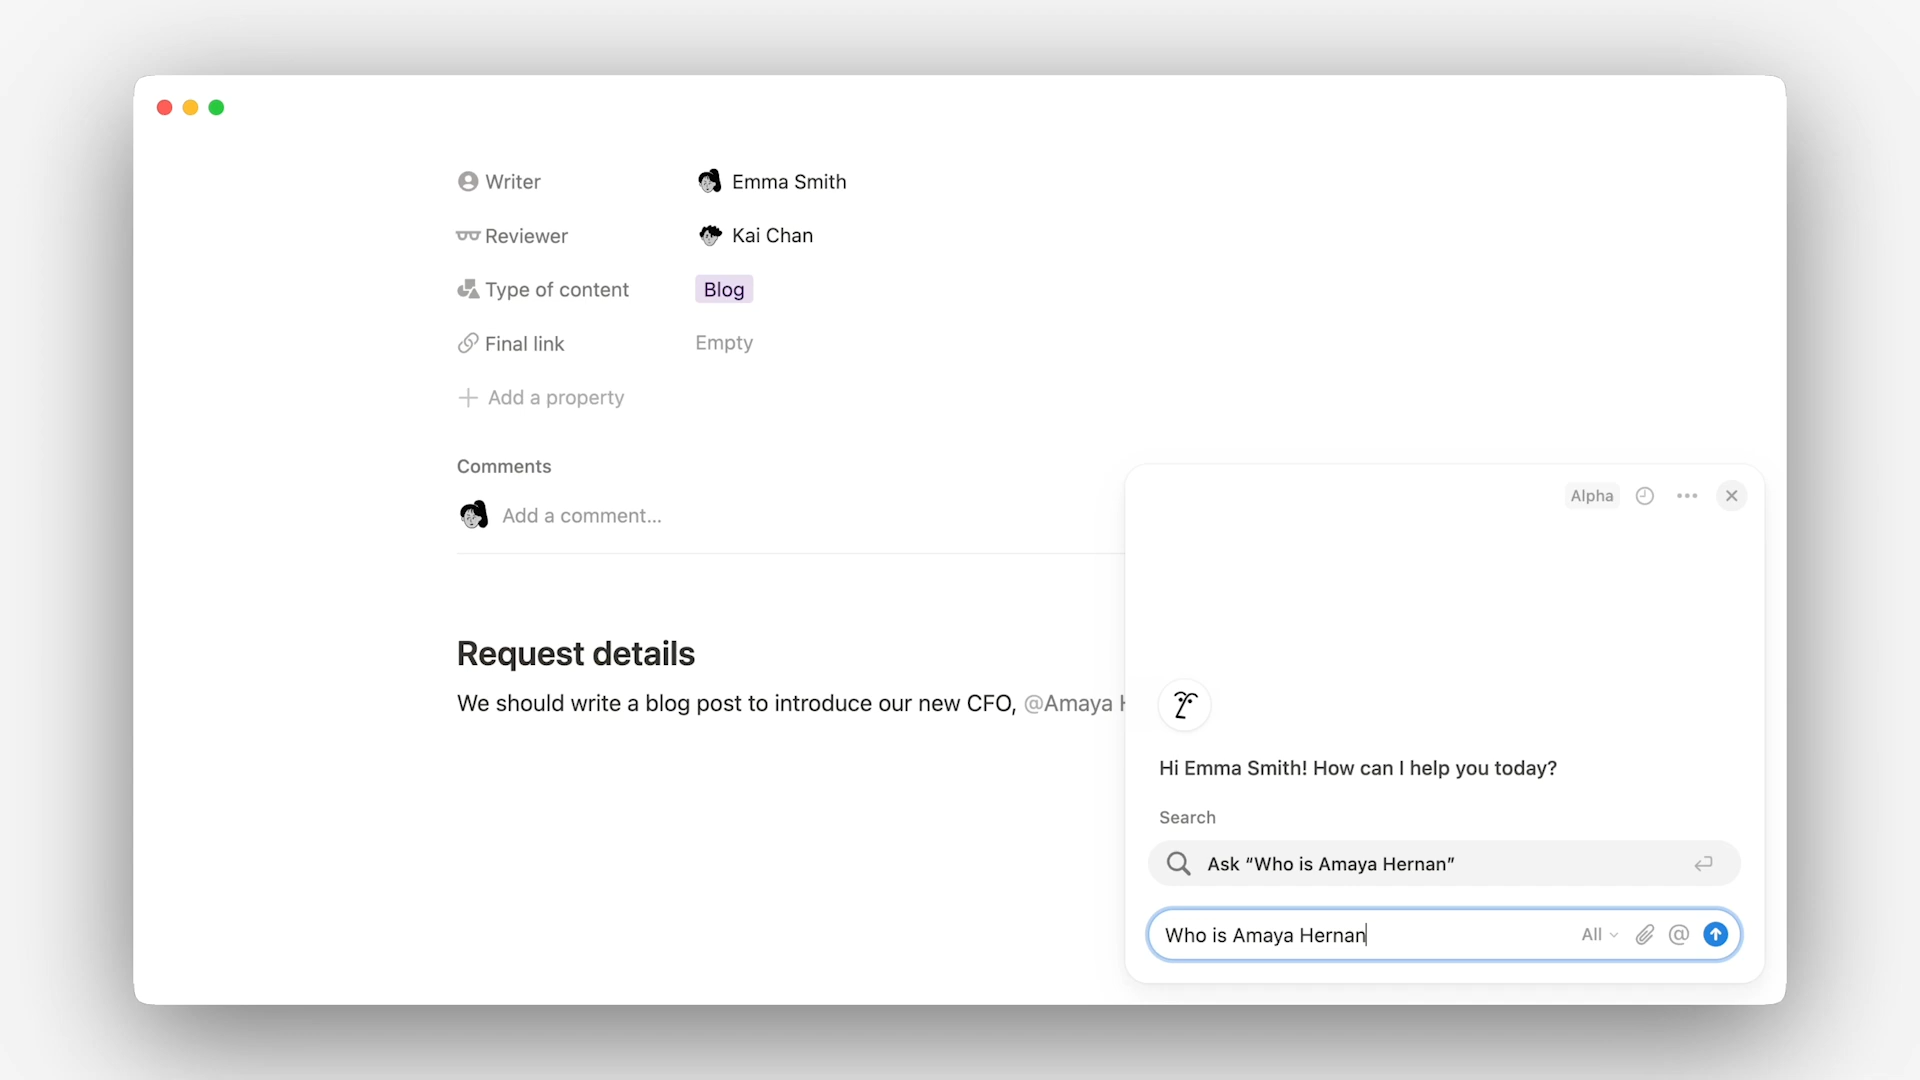 Writer Emma Smith
Reviewer Kai Chan
Type of content Blog
Final link Empty
Add a property
Comments
Add a comment...
Request details
We should write a blog post to introduce our new CFO, @Amaya
Alpha
Hi Emma Smith! How can I help you today?
Search
Ask “Who is Amaya Hernan”
Who is Amaya Hernan All @